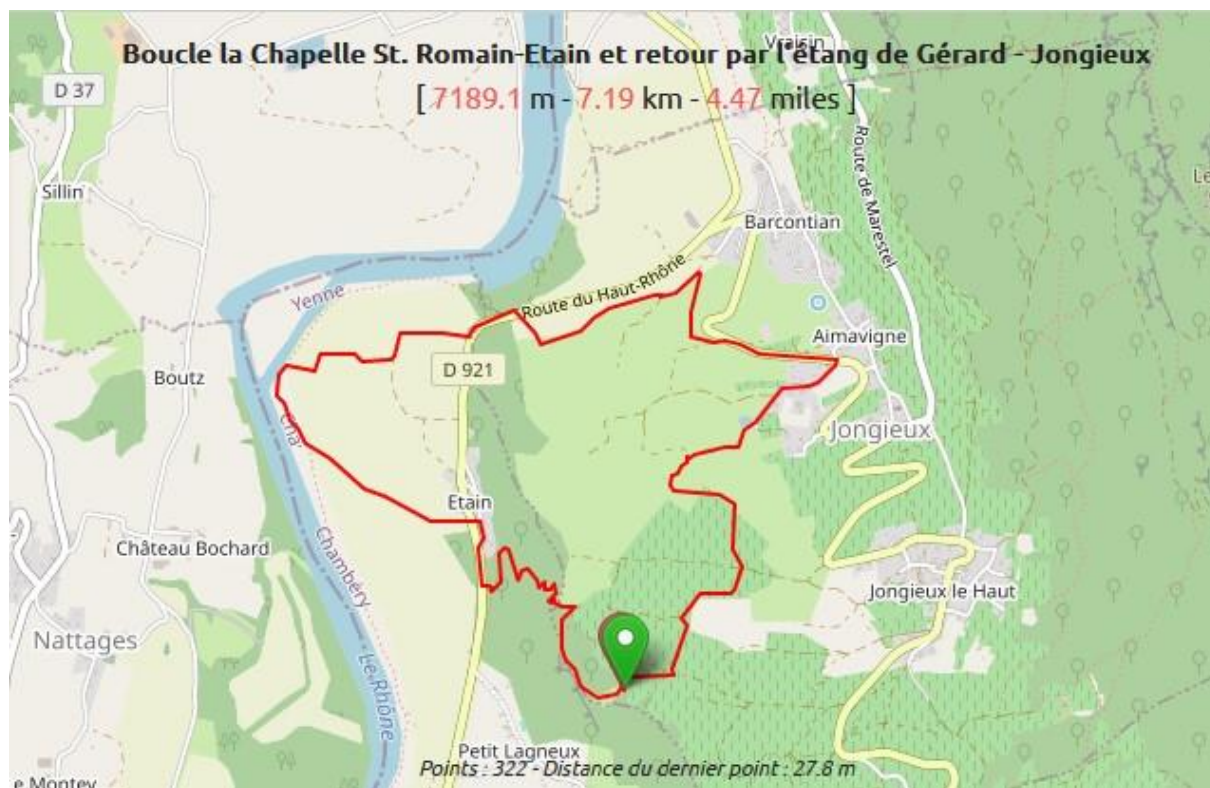 Vraisin
Boucle la Chapelle St. Romain-Etain et retour par l'étang de Gérard - Jongieux
[ 7189.1 m - 7.19 km - 4.47 miles ]
D 37
Sillin
Le
Route de Marestel
Barcontian
Route du Haut-Rhône
Yenne
Aimavigne
D 921
Boutz
Cha
Jongieux
Etain
Château Bochard
Chambéry
Jongieux le Haut
Nattages
Le Rhône
Petit Lagneux
Points : 322 - Distance du dernier point : 27.8 m
e Montey